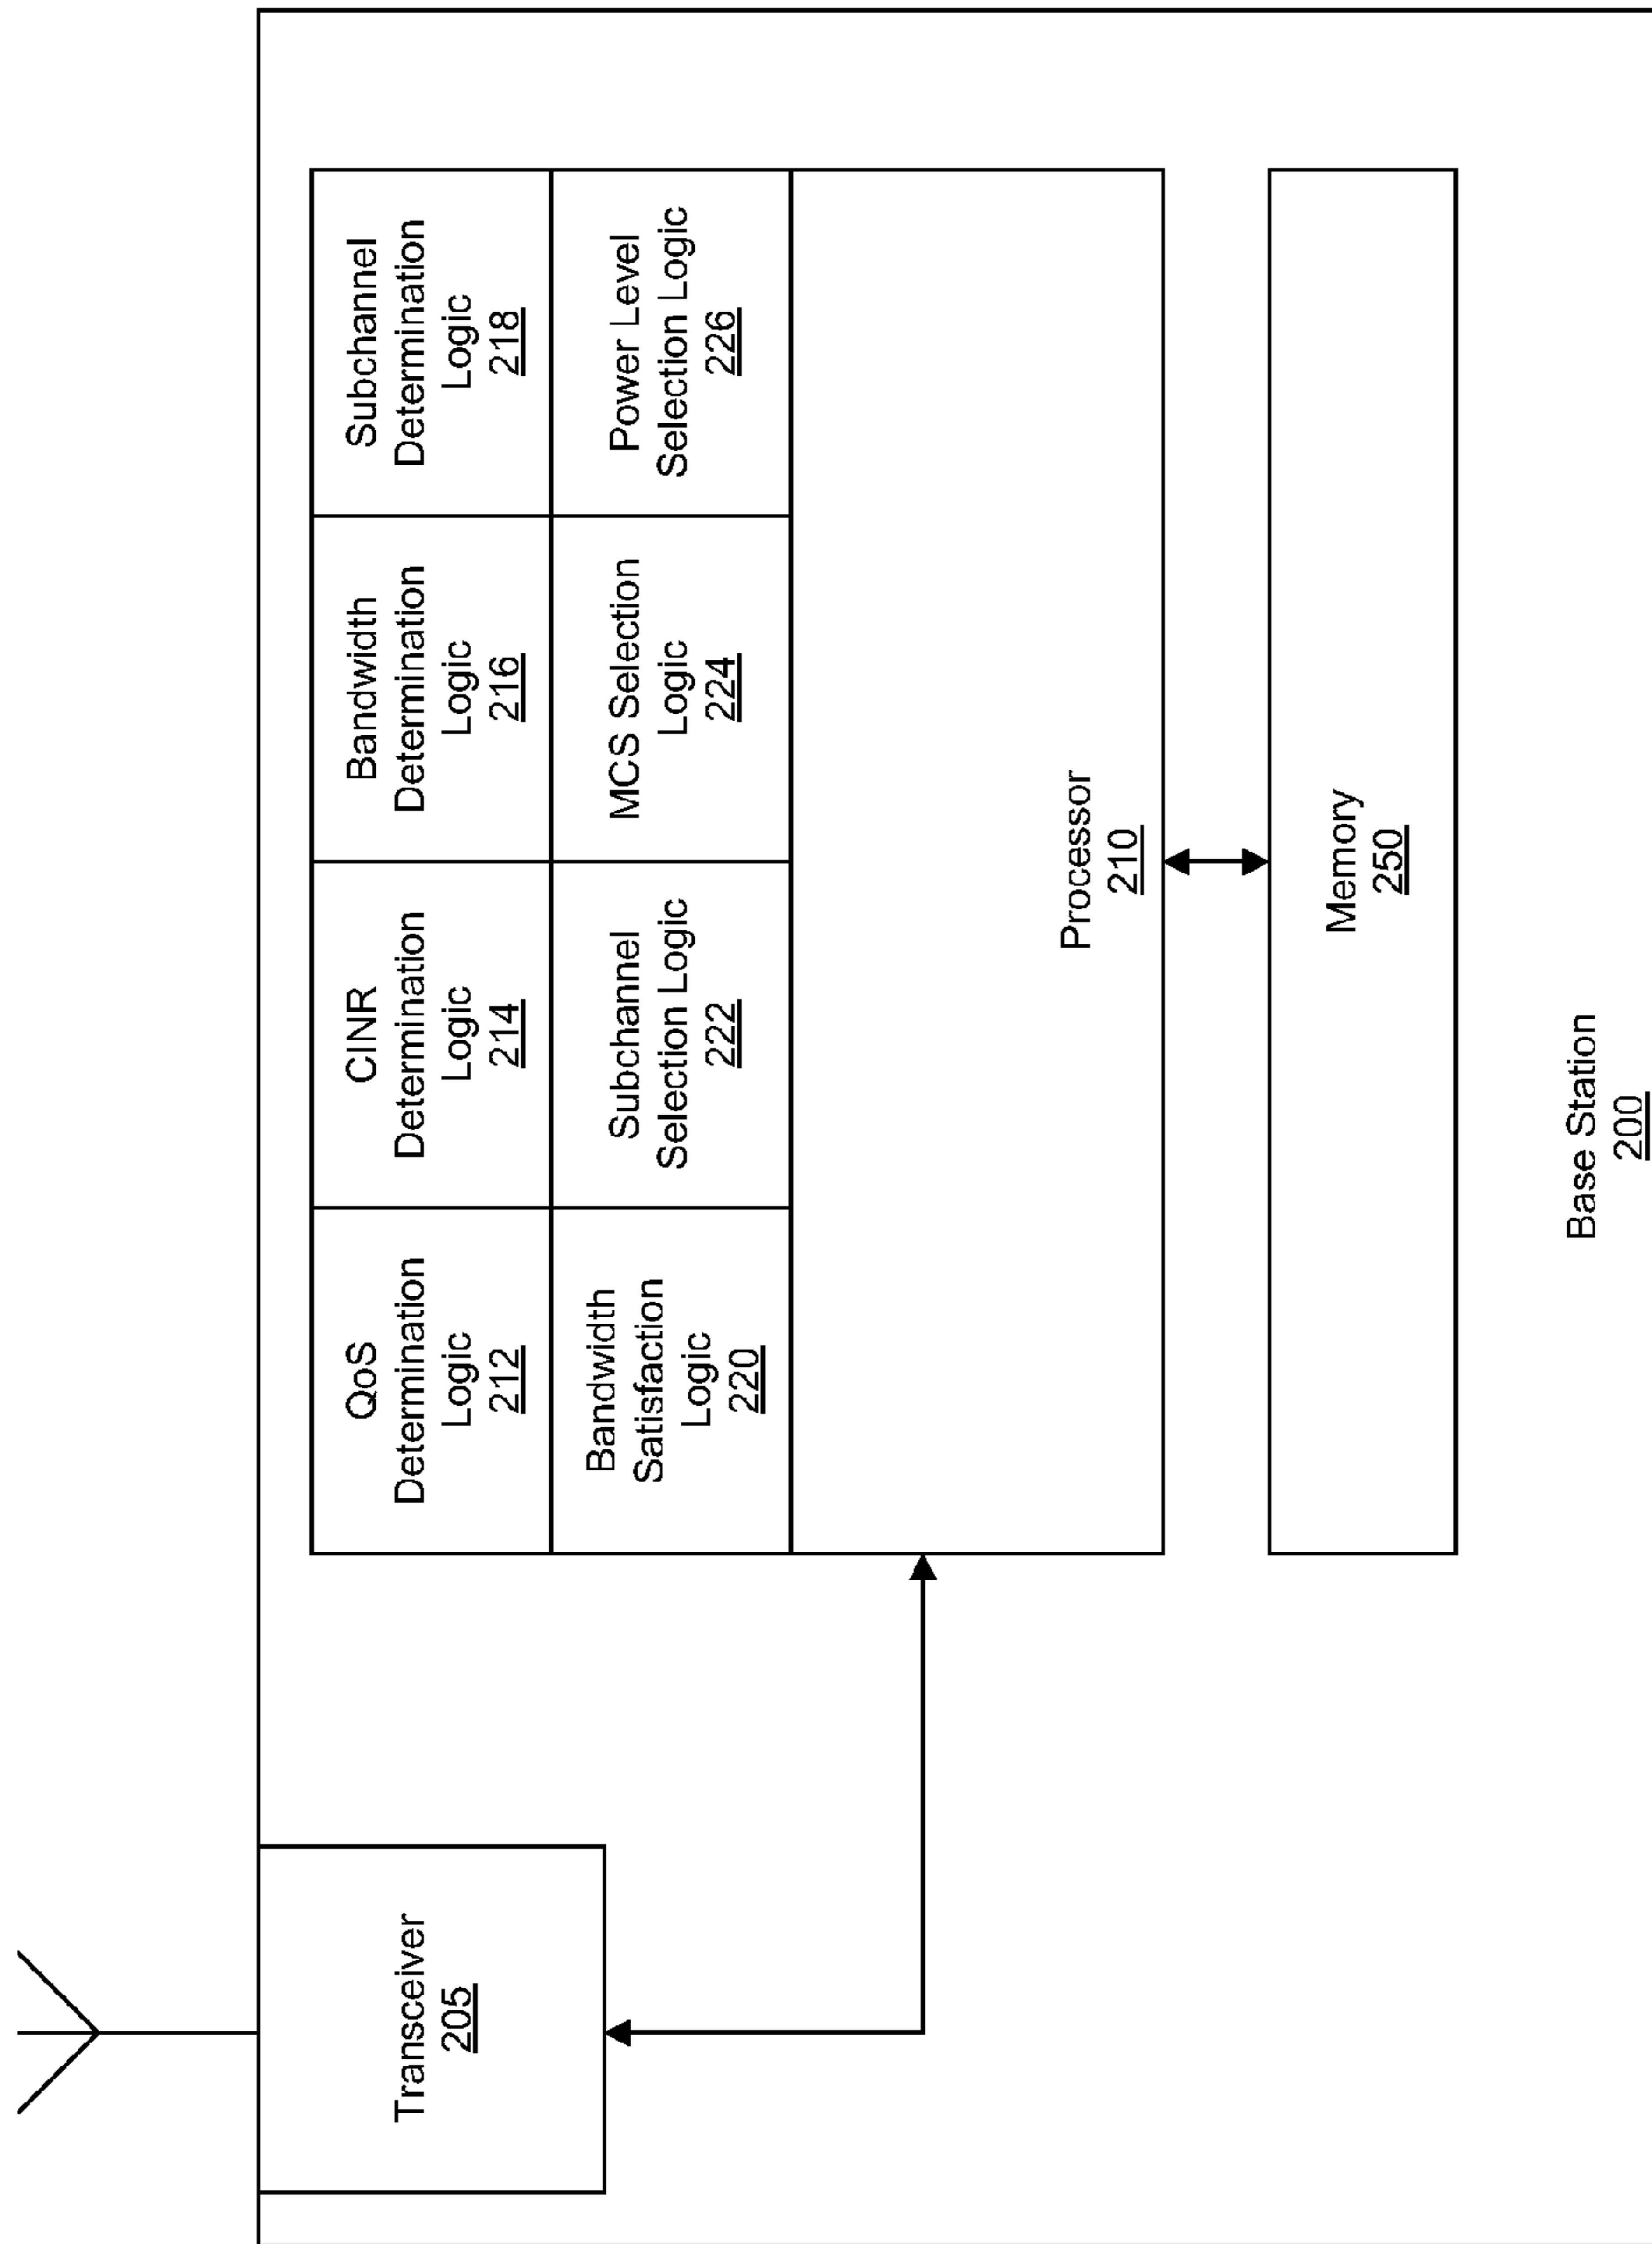 Transceiver
205
QoS
Determination
Logic
212
CINR
Determination
Logic
214
Bandwidth
Determination
Logic
216
Subchannel
Determination
Logic
218
Bandwidth
Satisfaction
Logic
220
Subchannel
Selection Logic
222
MCS Selection
Logic
224
Power Level
Selection Logic
226
Processor
210
Memory
250
Base Station
200